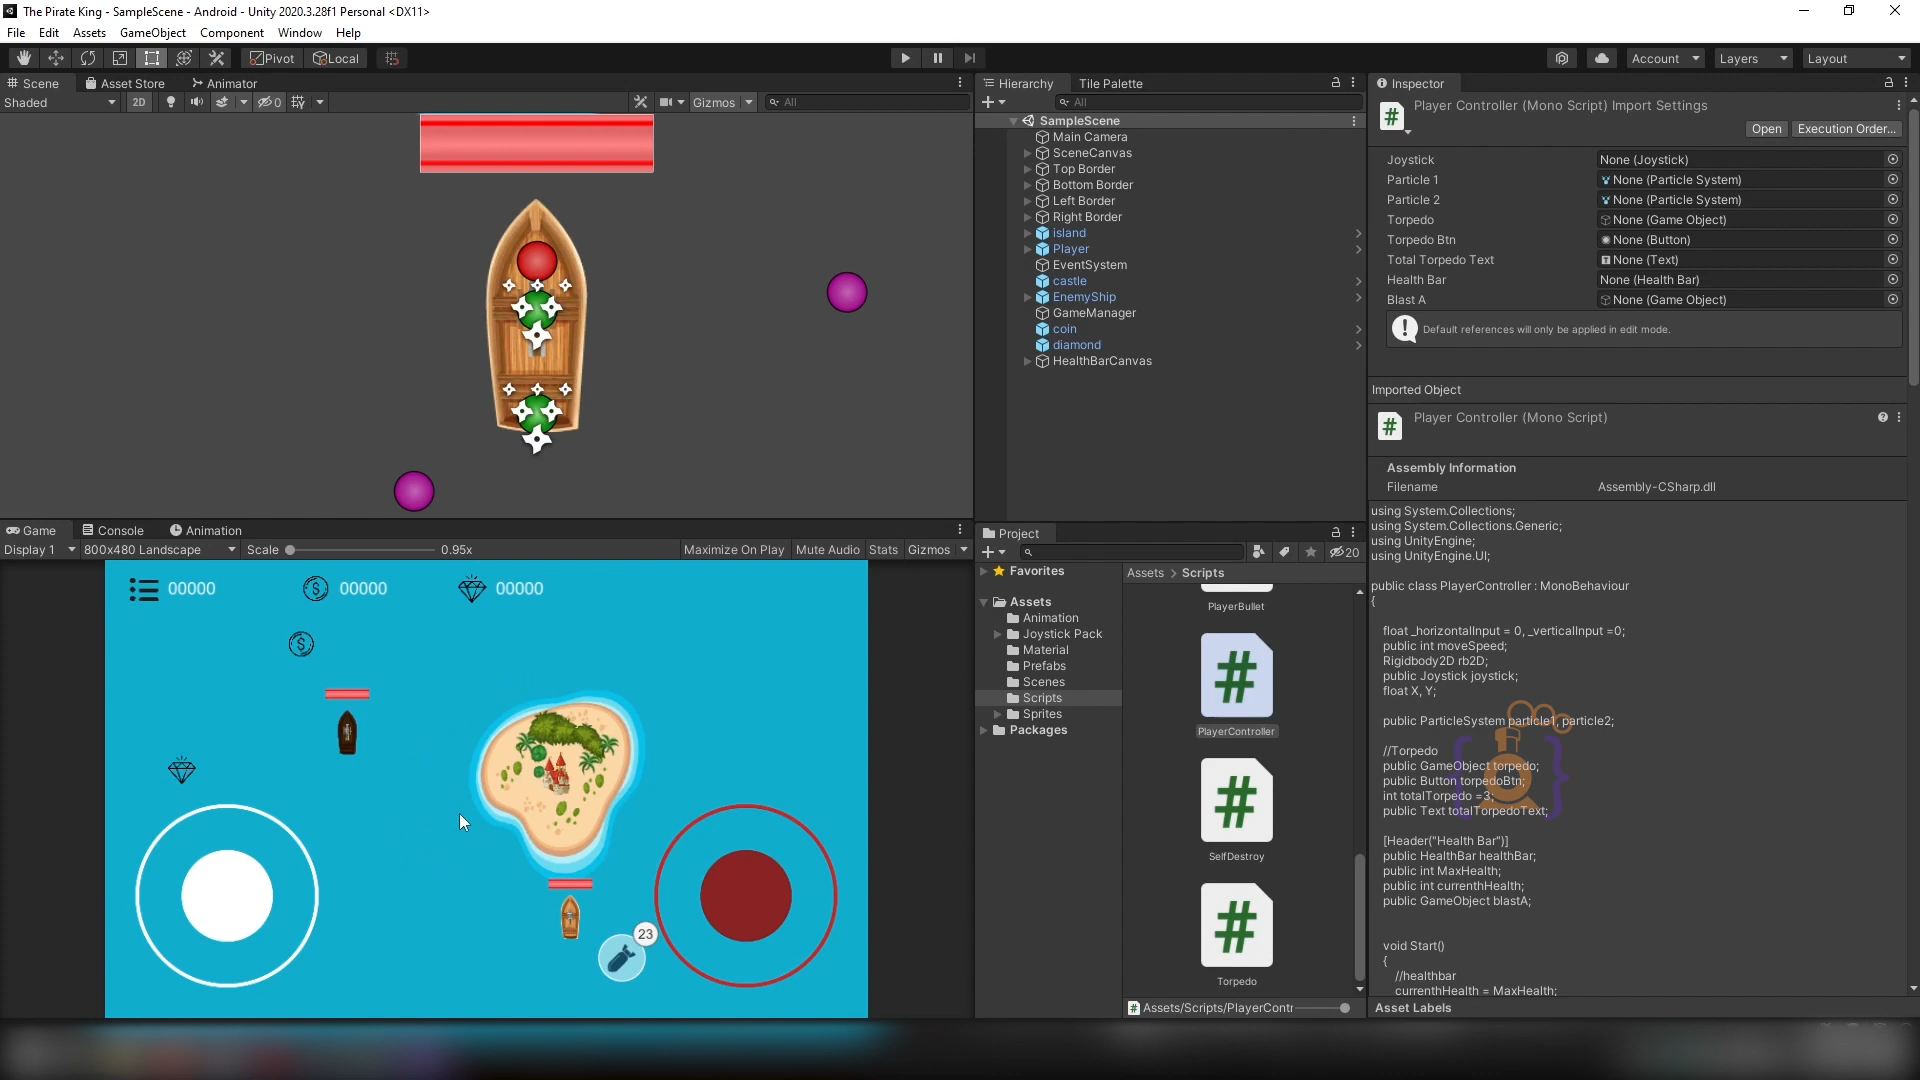 The Pirate King - SampleScene - Android - Unity 2020.3.28f1 Personal <DX11>
File Edit Assets GameObject Component Window Help
Pivot Local Account Layers Layout
Scene Asset Store Animator
Shaded 2D 0 Gizmos All
Game Console Animation
Display 1 800x480 Landscape Scale 0.95x Maximize On Play Mute Audio Stats Gizmos
00000 00000 00000
23
Hierarchy Tile Palette
All
SampleScene
Main Camera
SceneCanvas
Top Border
Bottom Border
Left Border
Right Border
island
Player
EventSystem
castle
EnemyShip
GameManager
coin
diamond
HealthBarCanvas
Project
20
Favorites
Assets
Animation
Joystick Pack
Material
Prefabs
Scenes
Scripts
Sprites
Packages
Assets > Scripts
PlayerBullet
PlayerController
SelfDestroy
Torpedo
Assets/Scripts/PlayerContr
Inspector
Player Controller (Mono Script) Import Settings
Open Execution Order...
Joystick None (Joystick)
Particle 1 None (Particle System)
Particle 2 None (Particle System)
Torpedo None (Game Object)
Torpedo Btn None (Button)
Total Torpedo Text None (Text)
Health Bar None (Health Bar)
Blast A None (Game Object)
Default references will only be applied in edit mode.
Imported Object
Player Controller (Mono Script)
Assembly Information
Filename Assembly-CSharp.dll
using System.Collections;
using System.Collections.Generic;
using UnityEngine;
using UnityEngine.UI;
public class PlayerController : MonoBehaviour
{
float _horizontalInput = 0, _verticalInput =0;
public int moveSpeed;
Rigidbody2D rb2D;
public Joystick joystick;
float X, Y;
public ParticleSystem particle1, particle2;
//Torpedo
public GameObject torpedo;
public Button torpedoBtn;
int totalTorpedo =3;
public Text totalTorpedoText;
[Header("Health Bar")]
public HealthBar healthBar;
public int MaxHealth;
public int currenthHealth;
public GameObject blastA;
void Start()
{
//healthbar
currenthHealth = MaxHealth;
Asset Labels